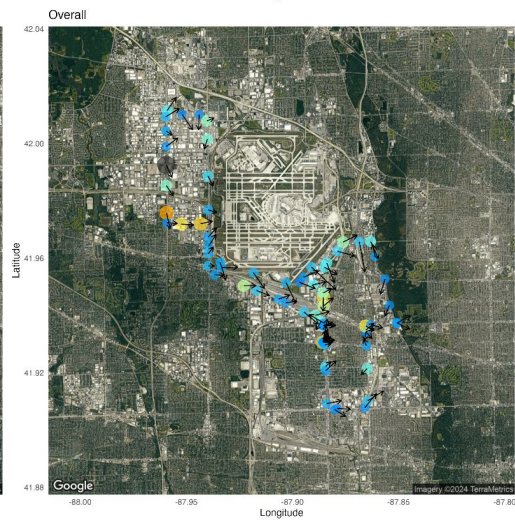 Overall
42.04
42.00
41.96
41.92
41.88
Latitude
Google
Imagery ©2024 TerraMetrics
-88.00 -87.95 -87.90 -87.85 -87.80
Longitude